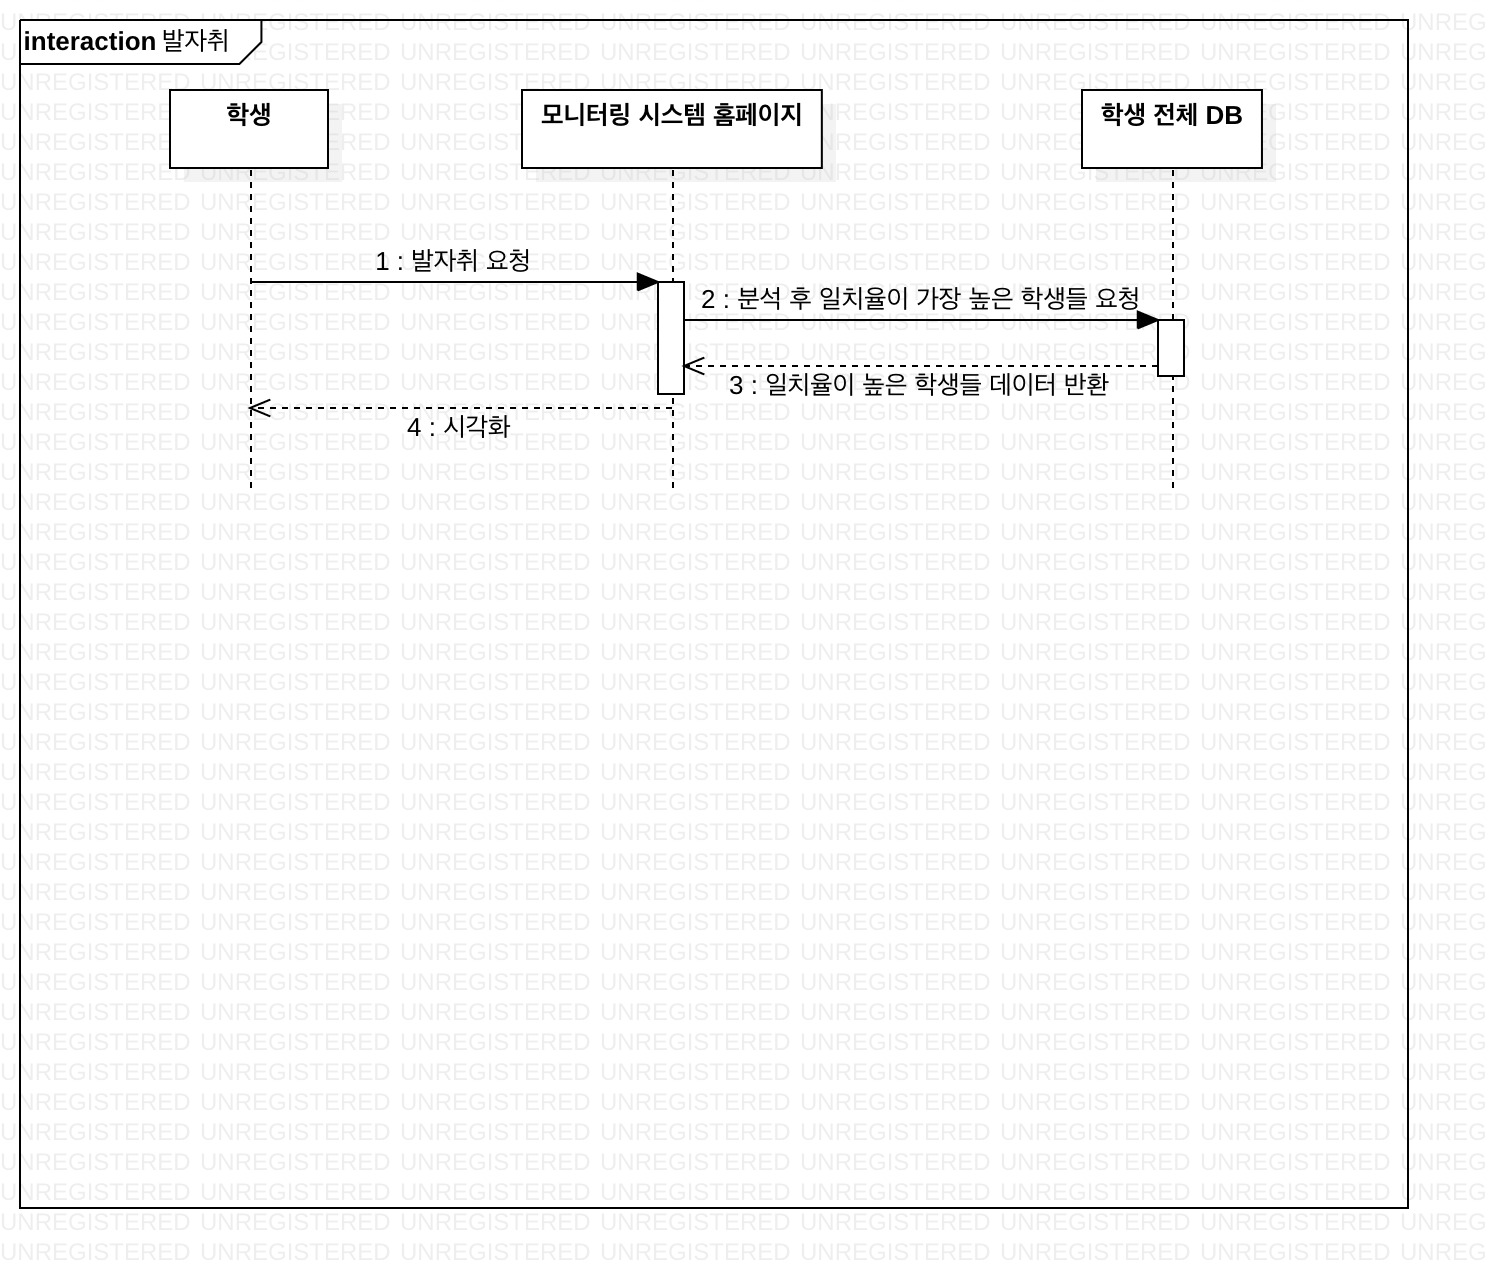 interaction 발자취
학생
모니터링 시스템 홈페이지
학생 전체 DB
1 : 발자취 요청
2 : 분석 후 일치율이 가장 높은 학생들 요청
3 : 일치율이 높은 학생들 데이터 반환
4 : 시각화
UNREGISTERED